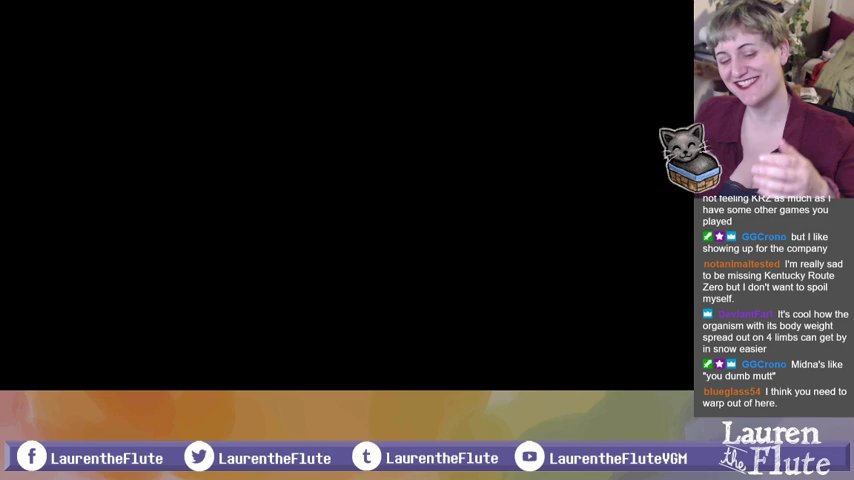 not feeling KRZ as much as I
have some other games you
played
GGCrono but I like
showing up for the company
notanimaltested I'm really sad
to be missing Kentucky Route
Zero but I don't want to spoil
myself.
It's cool how the
organism with its body weight
spread out on 4 limbs can get by
in snow easier
GGCrono Midna's like
"you dumb mutt"
blueglass54 I think you need to
warp out of here.
Lauren
the Flute
LaurentheFlute
LaurentheFlute
LaurentheFlute
LaurentheFluteVGM